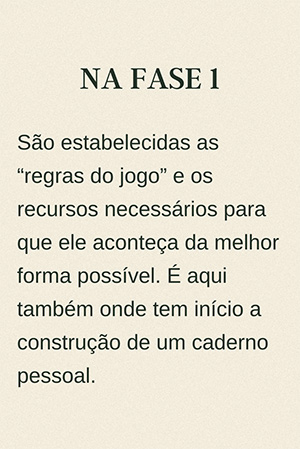 NA FASE 1
São estabelecidas as
“regras do jogo” e os
recursos necessários para
que ele aconteça da melhor
forma possível. É aqui
também onde tem início a
construção de um caderno
pessoal.